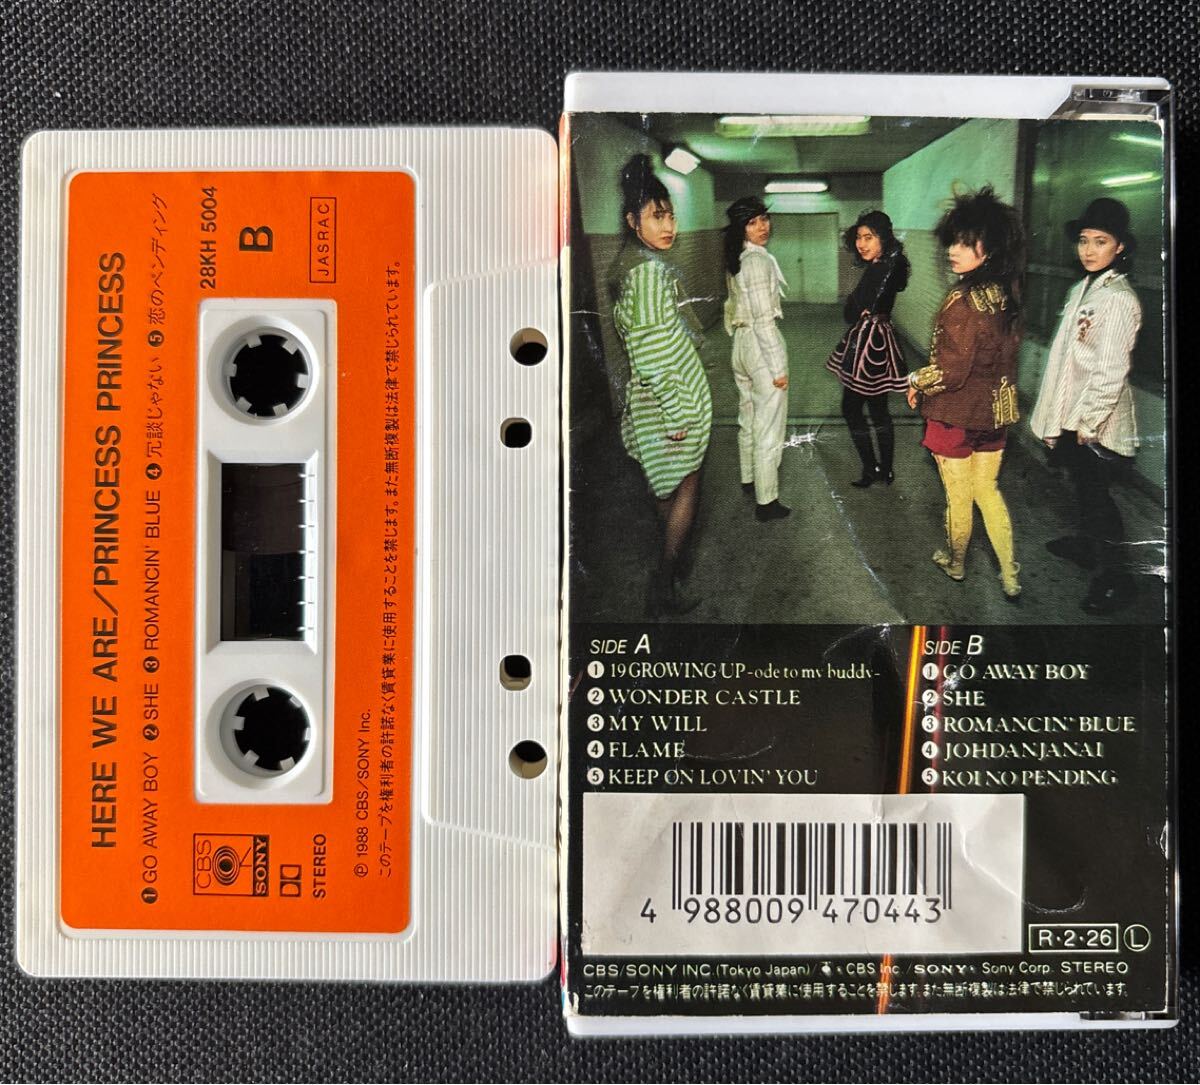 HERE WE ARE/PRINCESS PRINCESS
❶GO AWAY BOY ❷SHE ❸ROMANCIN' BLUE ❹冗談じゃない ❺恋のペンディング
28KH 5004
B
JASRAC
CBS
SONY
STEREO
Ⓟ1988 CBS/SONY Inc.
このテープを権利者の許諾なく賃貸業に使用することを禁じます。また無断複製は法律で禁じられています。
SIDE A
❶ 19 GROWING UP -ode to my buddy-
❷ WONDER CASTLE
❸ MY WILL
❹ FLAME
❺ KEEP ON LOVIN' YOU
SIDE B
❶ GO AWAY BOY
❷ SHE
❸ ROMANCIN' BLUE
❹ JOHDANJANAI
❺ KOI NO PENDING
4 988009 470443
R・2・26 Ⓛ
CBS/SONY INC.(Tokyo Japan)/ CBS Inc./SONY Sony Corp. STEREO
このテープを権利者の許諾なく賃貸業に使用することを禁じます。また無断複製は法律で禁じられています。